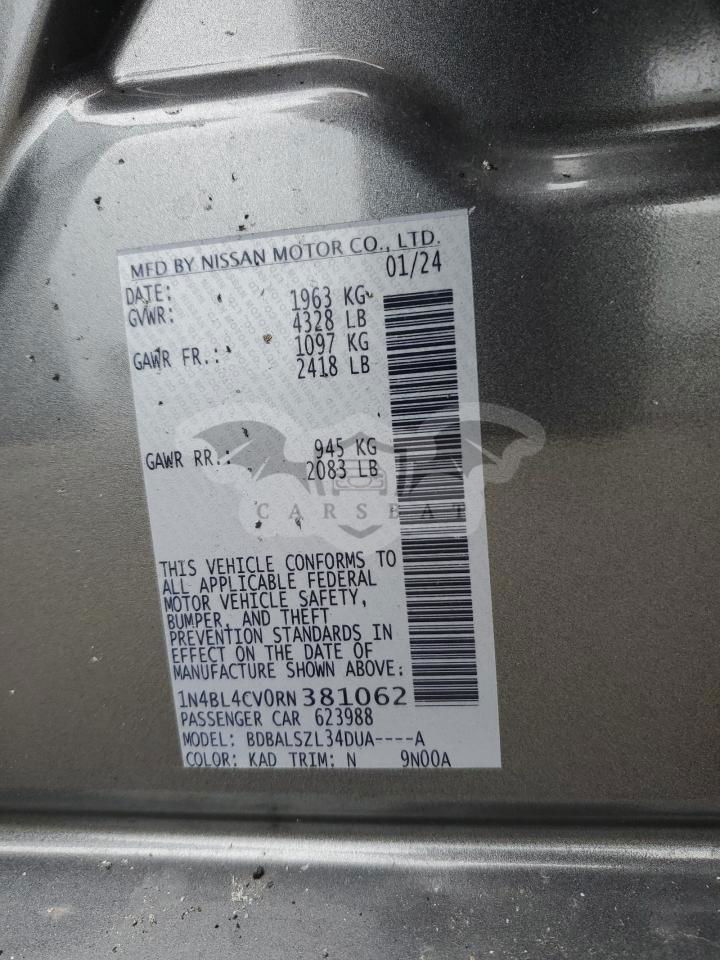 MFD BY NISSAN MOTOR CO., LTD.
DATE: 01/24
GVWR: 1963 KG
4328 LB
GAWR FR.: 1097 KG
2418 LB
GAWR RR.: 945 KG
2083 LB
CARSEAT
THIS VEHICLE CONFORMS TO
ALL APPLICABLE FEDERAL
MOTOR VEHICLE SAFETY,
BUMPER, AND THEFT
PREVENTION STANDARDS IN
EFFECT ON THE DATE OF
MANUFACTURE SHOWN ABOVE:
1N4BL4CV0RN381062
PASSENGER CAR 623988
MODEL: BDBALSZL34DUA----A
COLOR: KAD TRIM: N 9N00A